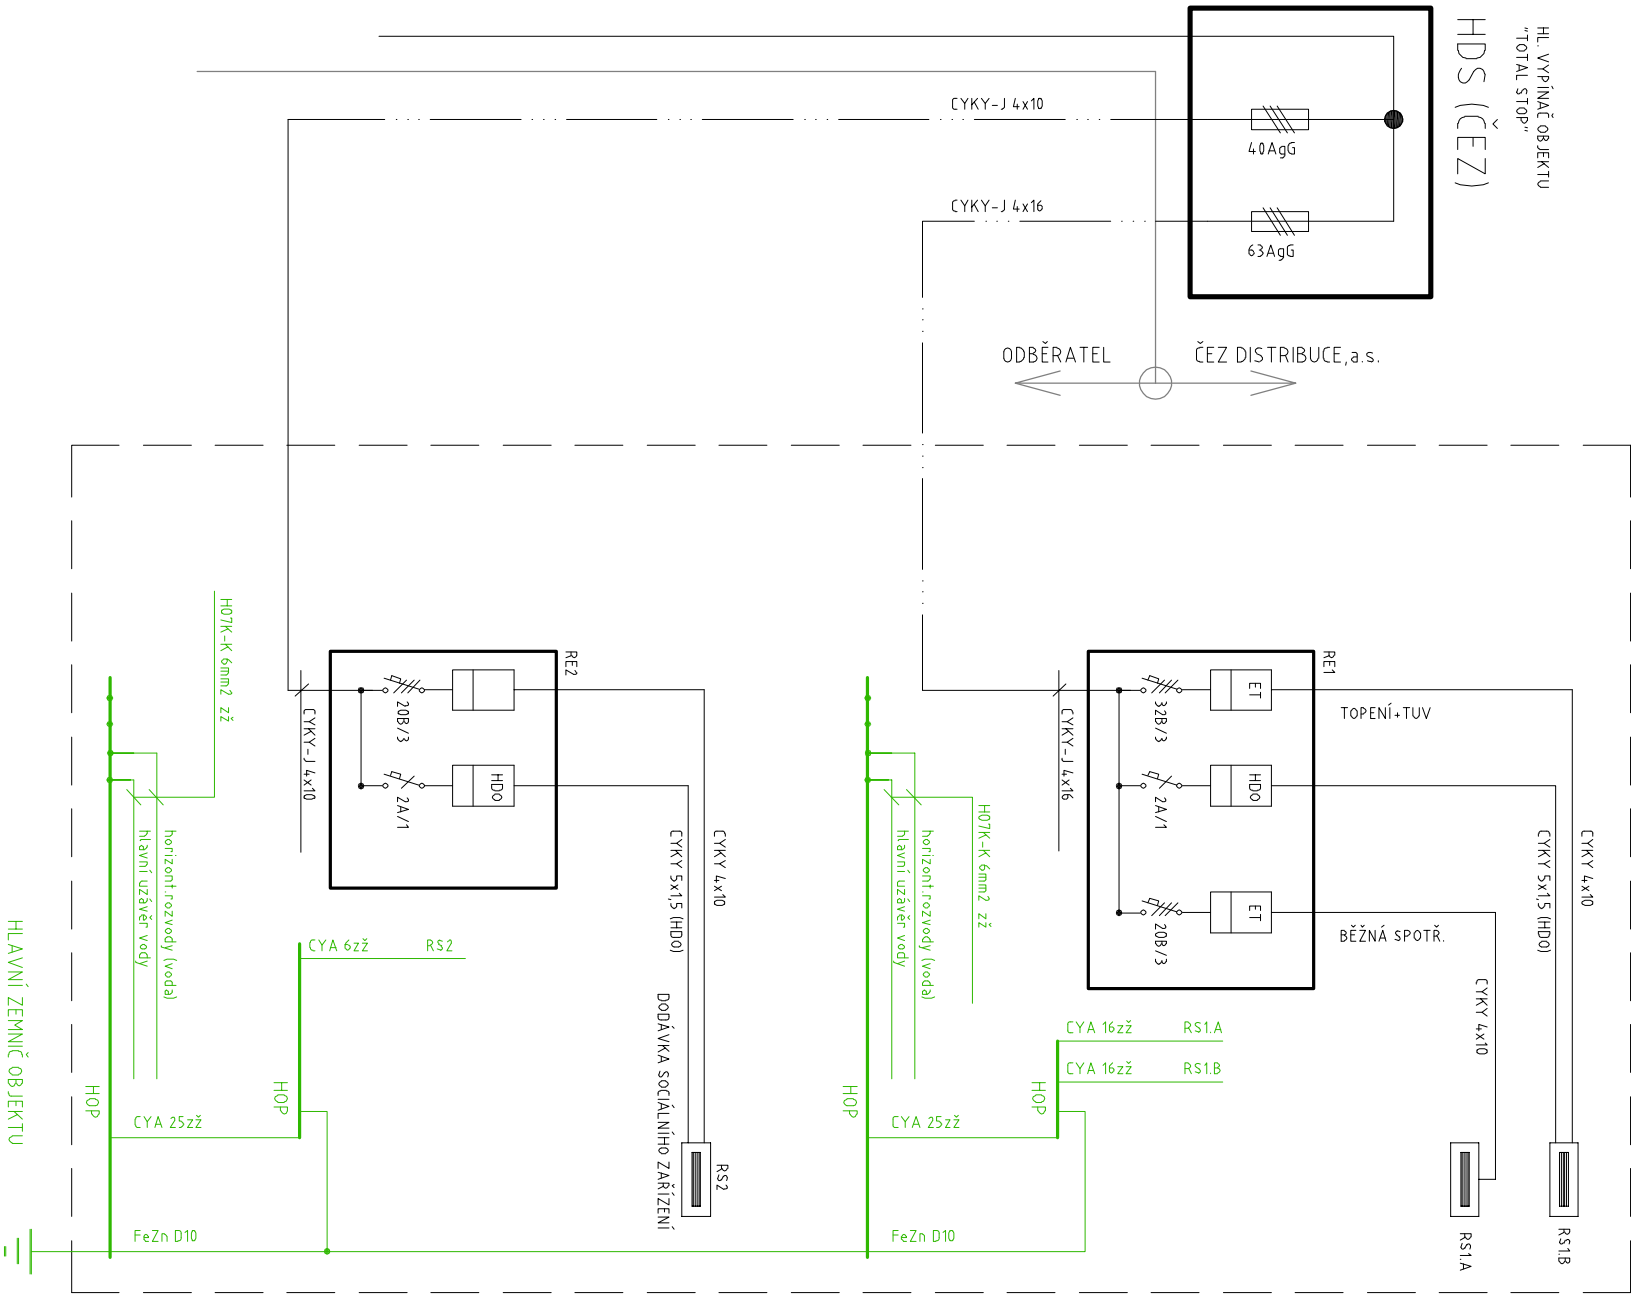 HL. VYPÍNAČ OBJEKTU
"TOTAL STOP"
HDS (ČEZ)
CYKY-J 4x10
40AgG
CYKY-J 4x16
63AgG
ODBĚRATEL
ČEZ DISTRIBUCE,a.s.
RE1
ET
32B/3
TOPENÍ+TUV
HDO
2A/1
ET
20B/3
BĚŽNÁ SPOTŘ.
CYKY-J 4x16
CYKY 4x10
CYKY 5x1,5 (HDO)
CYKY 4x10
RS1.B
RS1.A
RE2
20B/3
HDO
2A/1
CYKY-J 4x10
CYKY 4x10
CYKY 5x1,5 (HDO)
DODÁVKA SOCIÁLNÍHO ZAŘÍZENÍ
RS2
H07K-K 6mm2 zž
horizont.rozvody (voda)
hlavní uzávěr vody
CYA 16zž
RS1.A
CYA 16zž
RS1.B
HOP
HOP
CYA 25zž
FeZn D10
H07K-K 6mm2 zž
horizont.rozvody (voda)
hlavní uzávěr vody
CYA 6zž
RS2
HOP
HOP
CYA 25zž
FeZn D10
HLAVNÍ ZEMNIČ OBJEKTU